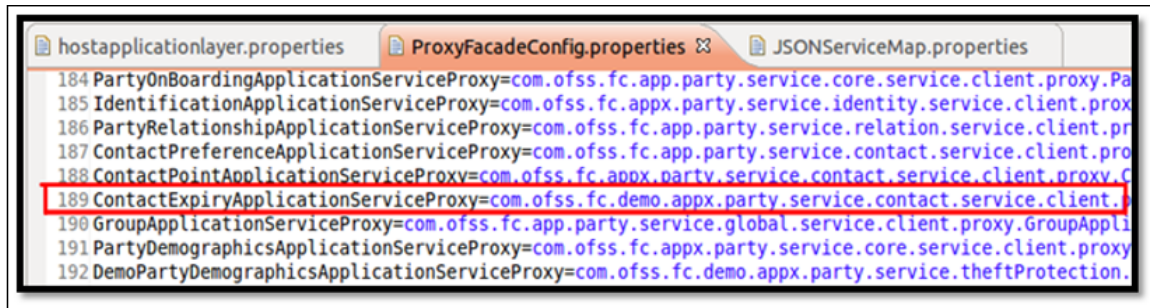 hostapplicationlayer.properties ProxyFacadeConfig.properties JSONServiceMap.properties
184 PartyOnBoardingApplicationServiceProxy=com.ofss.fc.app.party.service.core.service.client.proxy.Pa
185 IdentificationApplicationServiceProxy=com.ofss.fc.appx.party.service.identity.service.client.prox
186 PartyRelationshipApplicationServiceProxy=com.ofss.fc.app.party.service.relation.service.client.pr
187 ContactPreferenceApplicationServiceProxy=com.ofss.fc.app.party.service.contact.service.client.pro
188 ContactPointApplicationServiceProxy=com.ofss.fc.appx.party.service.contact.service.client.proxy.C
189 ContactExpiryApplicationServiceProxy=com.ofss.fc.demo.appx.party.service.contact.service.client.p
190 GroupApplicationServiceProxy=com.ofss.fc.app.party.service.global.service.client.proxy.GroupAppli
191 PartyDemographicsApplicationServiceProxy=com.ofss.fc.appx.party.service.core.service.client.proxy
192 DemoPartyDemographicsApplicationServiceProxy=com.ofss.fc.demo.appx.party.service.theftProtection.